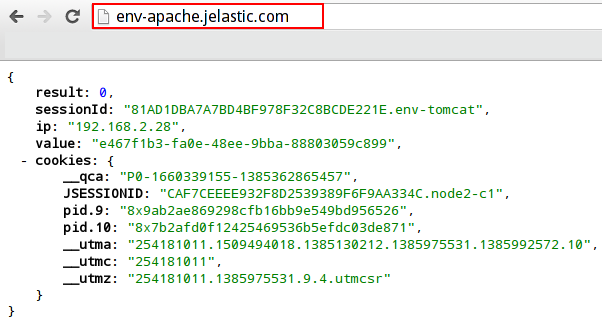 env-apache.jelastic.com
{
result: 0,
sessionId: "81AD1DBA7A7BD4BF978F32C8BCDE221E.env-tomcat",
ip: "192.168.2.28",
value: "e467f1b3-fa0e-48ee-9bba-88803059c899",
- cookies: {
__qca: "P0-1660339155-1385362865457",
JSESSIONID: "CAF7CEEEE932F8D2539389F6F9AA334C.node2-c1",
pid.9: "8x9ab2ae869298cfb16bb9e549bd956526",
pid.10: "8x7b2afd0f12425469536b5efdc03de871",
__utma: "254181011.1509494018.1385130212.1385975531.1385992572.10",
__utmc: "254181011",
__utmz: "254181011.1385975531.9.4.utmcsr"
}
}